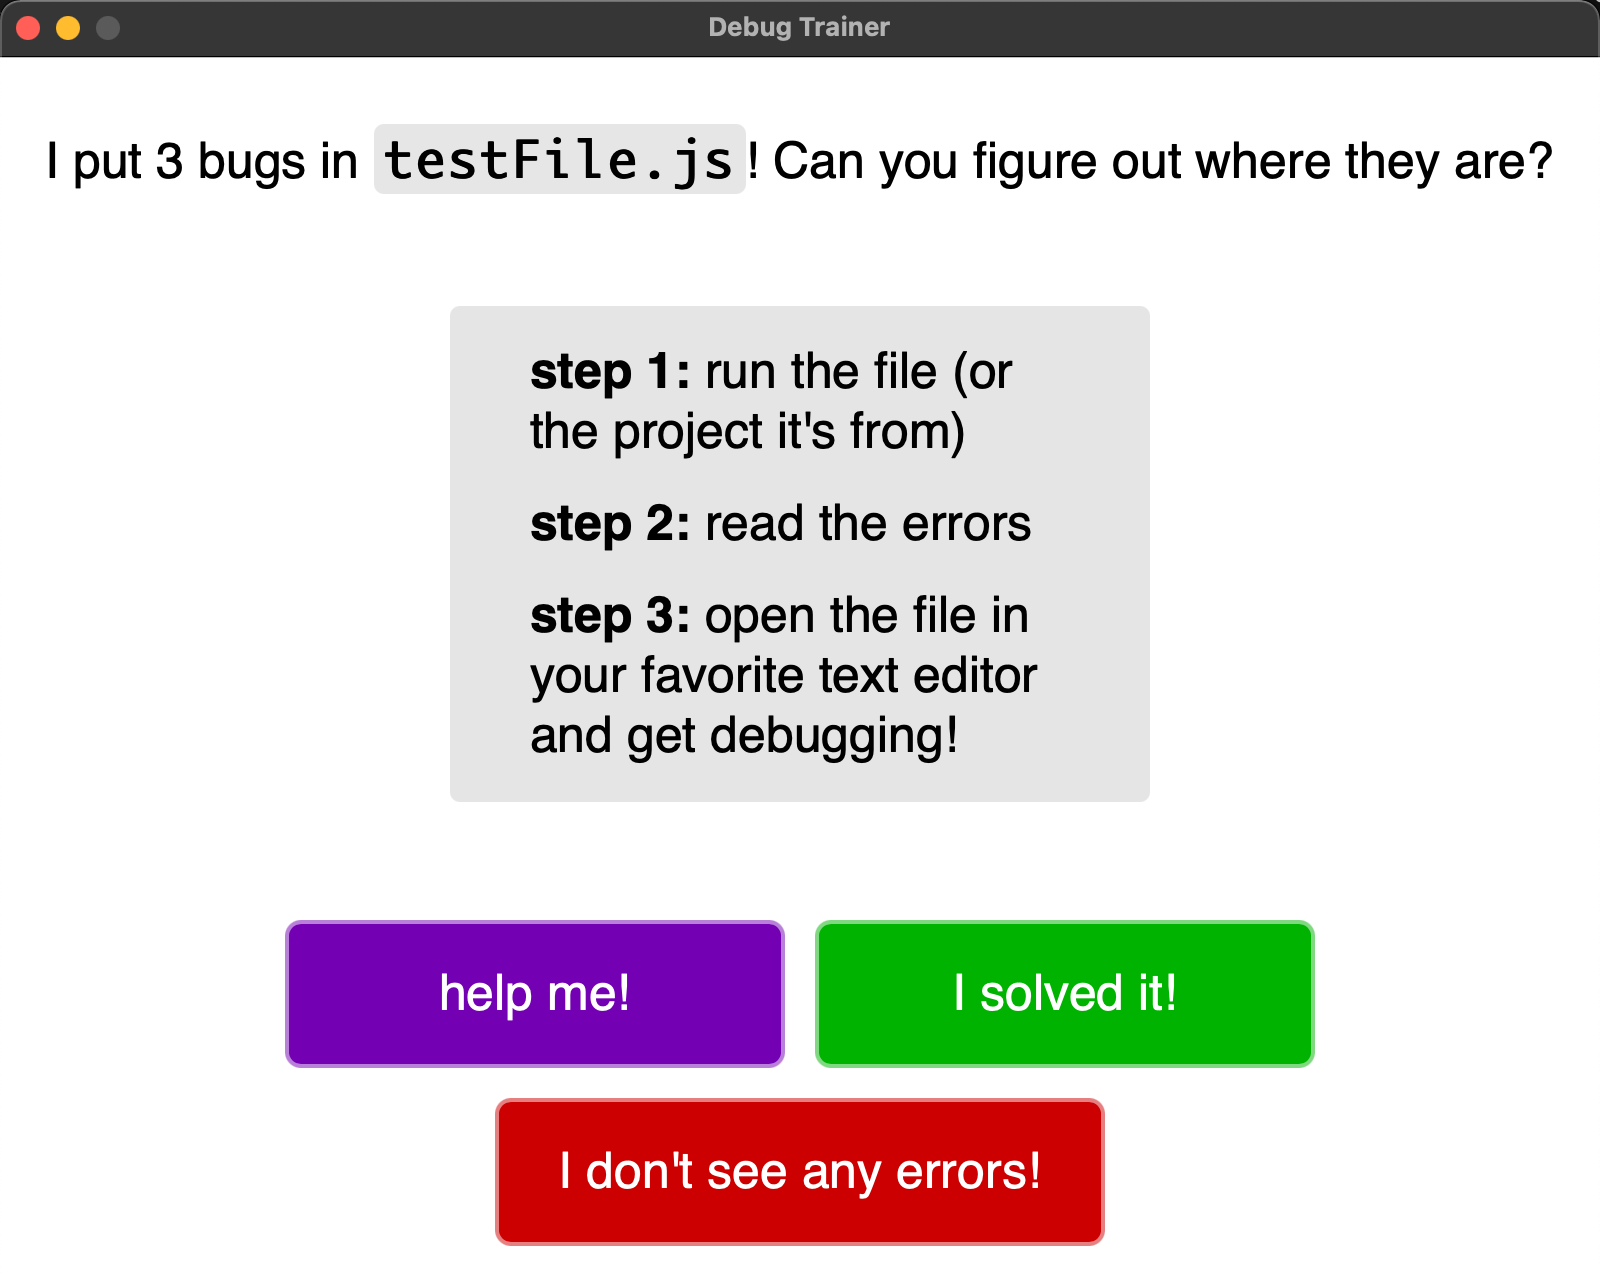 Debug Trainer
I put 3 bugs in testFile.js! Can you figure out where they are?
step 1: run the file (or
the project it's from)
step 2: read the errors
step 3: open the file in
your favorite text editor
and get debugging!
help me!
I solved it!
I don't see any errors!